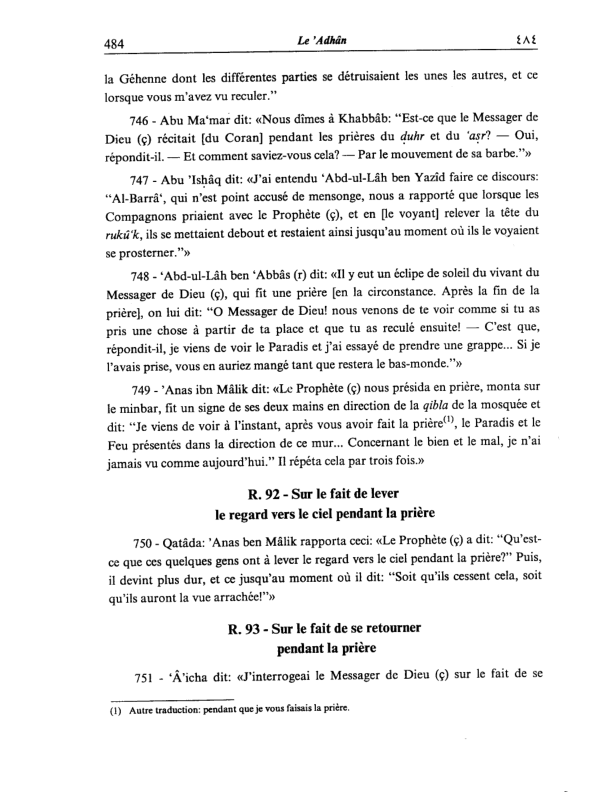 484 Le 'Adhân ٤٨٤
la Géhenne dont les différentes parties se détruisaient les unes les autres, et ce
lorsque vous m'avez vu reculer.”
746 - Abu Ma‘mar dit: «Nous dîmes à Khabbâb: “Est-ce que le Messager de
Dieu (ç) récitait [du Coran] pendant les prières du ḍuhr et du ‘aṣr? — Oui,
répondit-il. — Et comment saviez-vous cela? — Par le mouvement de sa barbe.”»
747 - Abu 'Isḥâq dit: «J'ai entendu ‘Abd-ul-Lâh ben Yazîd faire ce discours:
“Al-Barrâ‘, qui n'est point accusé de mensonge, nous a rapporté que lorsque les
Compagnons priaient avec le Prophète (ç), et en [le voyant] relever la tête du
rukû‘k, ils se mettaient debout et restaient ainsi jusqu'au moment où ils le voyaient
se prosterner.”»
748 - ‘Abd-ul-Lâh ben ‘Abbâs (r) dit: «Il y eut un éclipe de soleil du vivant du
Messager de Dieu (ç), qui fit une prière [en la circonstance. Après la fin de la
prière], on lui dit: “O Messager de Dieu! nous venons de te voir comme si tu as
pris une chose à partir de ta place et que tu as reculé ensuite! — C'est que,
répondit-il, je viens de voir le Paradis et j'ai essayé de prendre une grappe... Si je
l'avais prise, vous en auriez mangé tant que restera le bas-monde.”»
749 - 'Anas ibn Mâlik dit: «Le Prophète (ç) nous présida en prière, monta sur
le minbar, fit un signe de ses deux mains en direction de la qibla de la mosquée et
dit: “Je viens de voir à l'instant, après vous avoir fait la prière(1), le Paradis et le
Feu présentés dans la direction de ce mur... Concernant le bien et le mal, je n'ai
jamais vu comme aujourd'hui.” Il répéta cela par trois fois.»
R. 92 - Sur le fait de lever
le regard vers le ciel pendant la prière
750 - Qatâda: 'Anas ben Mâlik rapporta ceci: «Le Prophète (ç) a dit: “Qu'est-
ce que ces quelques gens ont à lever le regard vers le ciel pendant la prière?” Puis,
il devint plus dur, et ce jusqu'au moment où il dit: “Soit qu'ils cessent cela, soit
qu'ils auront la vue arrachée!”»
R. 93 - Sur le fait de se retourner
pendant la prière
751 - ‘Â'icha dit: «J'interrogeai le Messager de Dieu (ç) sur le fait de se
(1) Autre traduction: pendant que je vous faisais la prière.